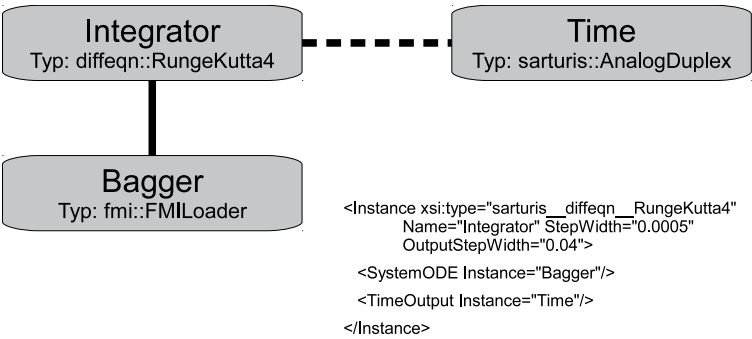 Integrator
Typ: diffeqn::RungeKutta4
Time
Typ: sarturis::AnalogDuplex
Bagger
Typ: fmi::FMILoader
<Instance xsi:type="sarturis__diffeqn__RungeKutta4"
Name="Integrator" StepWidth="0.0005"
OutputStepWidth="0.04">
<SystemODE Instance="Bagger"/>
<TimeOutput Instance="Time"/>
</Instance>